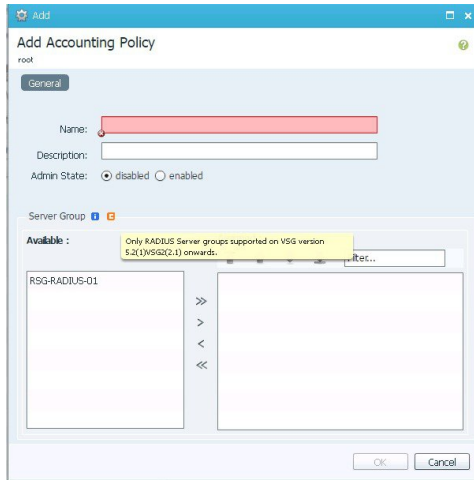 Add
Add Accounting Policy
root
General
Name:
Description:
Admin State: disabled enabled
Server Group
Available :
Only RADIUS Server groups supported on VSG version
5.2(1)VSG2(2.1) onwards.
Filter...
RSG-RADIUS-01
>>
>
<
<<
OK Cancel